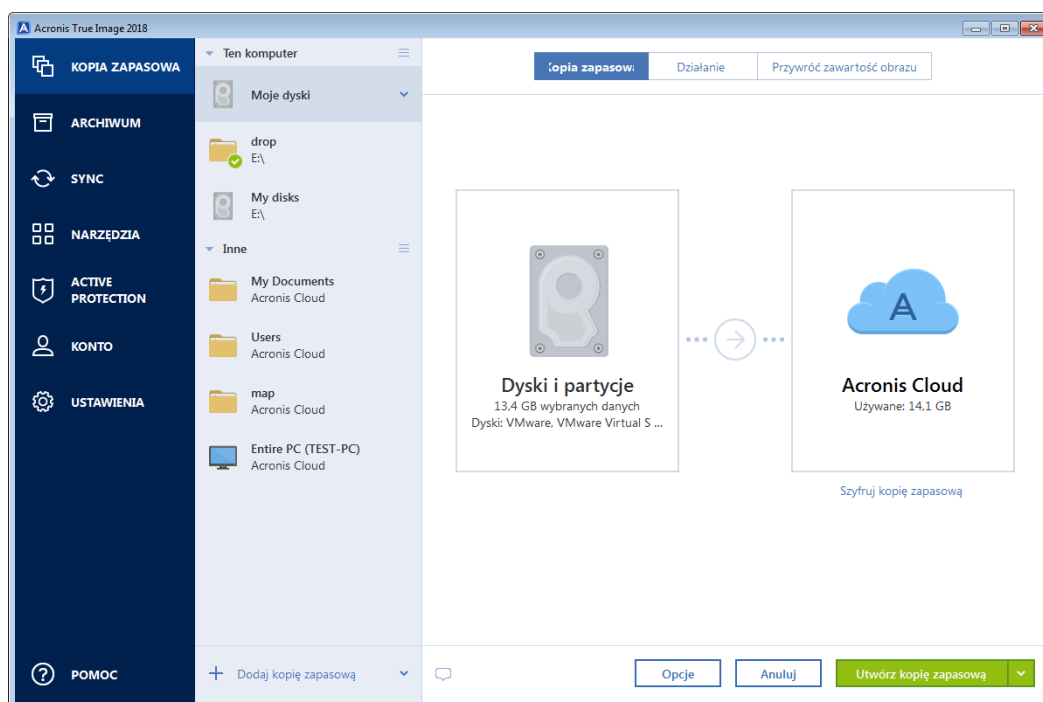 Acronis True Image 2018
KOPIA ZAPASOWA
ARCHIWUM
SYNC
NARZĘDZIA
ACTIVE
PROTECTION
KONTO
USTAWIENIA
POMOC
Ten komputer
Moje dyski
drop
E:\
My disks
E:\
Inne
My Documents
Acronis Cloud
Users
Acronis Cloud
map
Acronis Cloud
Entire PC (TEST-PC)
Acronis Cloud
Dodaj kopię zapasową
Kopia zapasowa
Działanie
Przywróć zawartość obrazu
Dyski i partycje
13,4 GB wybranych danych
Dyski: VMware, VMware Virtual S ...
Acronis Cloud
Używane: 14,1 GB
Szyfruj kopię zapasową
Opcje
Anuluj
Utwórz kopię zapasową